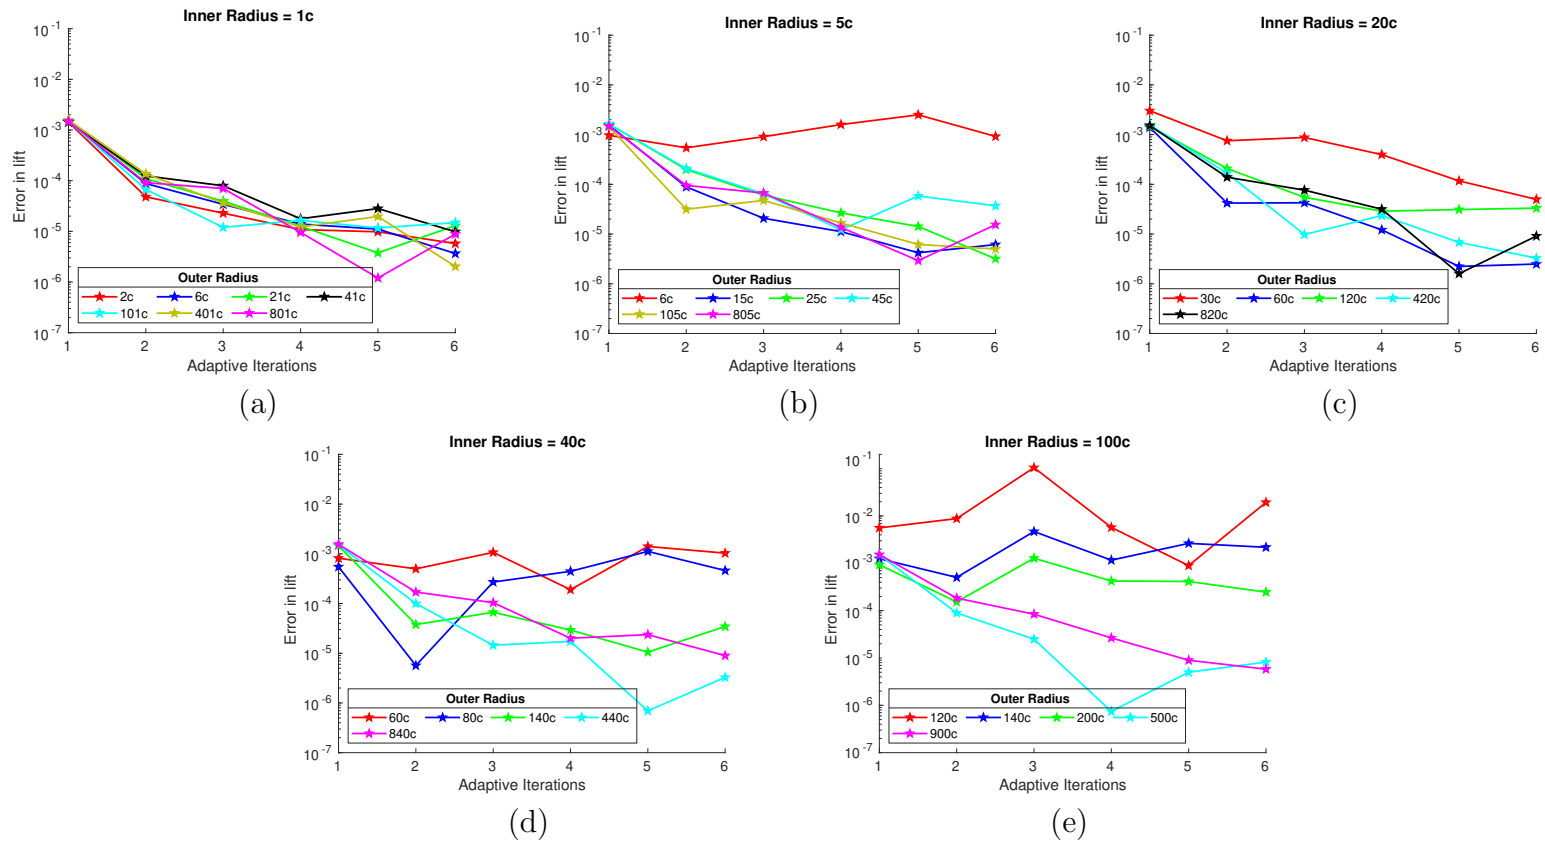 Inner Radius = 1c
10^-1
10^-2
10^-3
10^-4
10^-5
10^-6
10^-7
Error in lift
Outer Radius
2c 6c 21c 41c
101c 401c 801c
1 2 3 4 5 6
Adaptive Iterations
(a)
Inner Radius = 5c
10^-1
10^-2
10^-3
10^-4
10^-5
10^-6
10^-7
Error in lift
Outer Radius
6c 15c 25c 45c
105c 805c
1 2 3 4 5 6
Adaptive Iterations
(b)
Inner Radius = 20c
10^-1
10^-2
10^-3
10^-4
10^-5
10^-6
10^-7
Error in lift
Outer Radius
30c 60c 120c 420c
820c
1 2 3 4 5 6
Adaptive Iterations
(c)
Inner Radius = 40c
10^-1
10^-2
10^-3
10^-4
10^-5
10^-6
10^-7
Error in lift
Outer Radius
60c 80c 140c 440c
840c
1 2 3 4 5 6
Adaptive Iterations
(d)
Inner Radius = 100c
10^-1
10^-2
10^-3
10^-4
10^-5
10^-6
10^-7
Error in lift
Outer Radius
120c 140c 200c 500c
900c
1 2 3 4 5 6
Adaptive Iterations
(e)